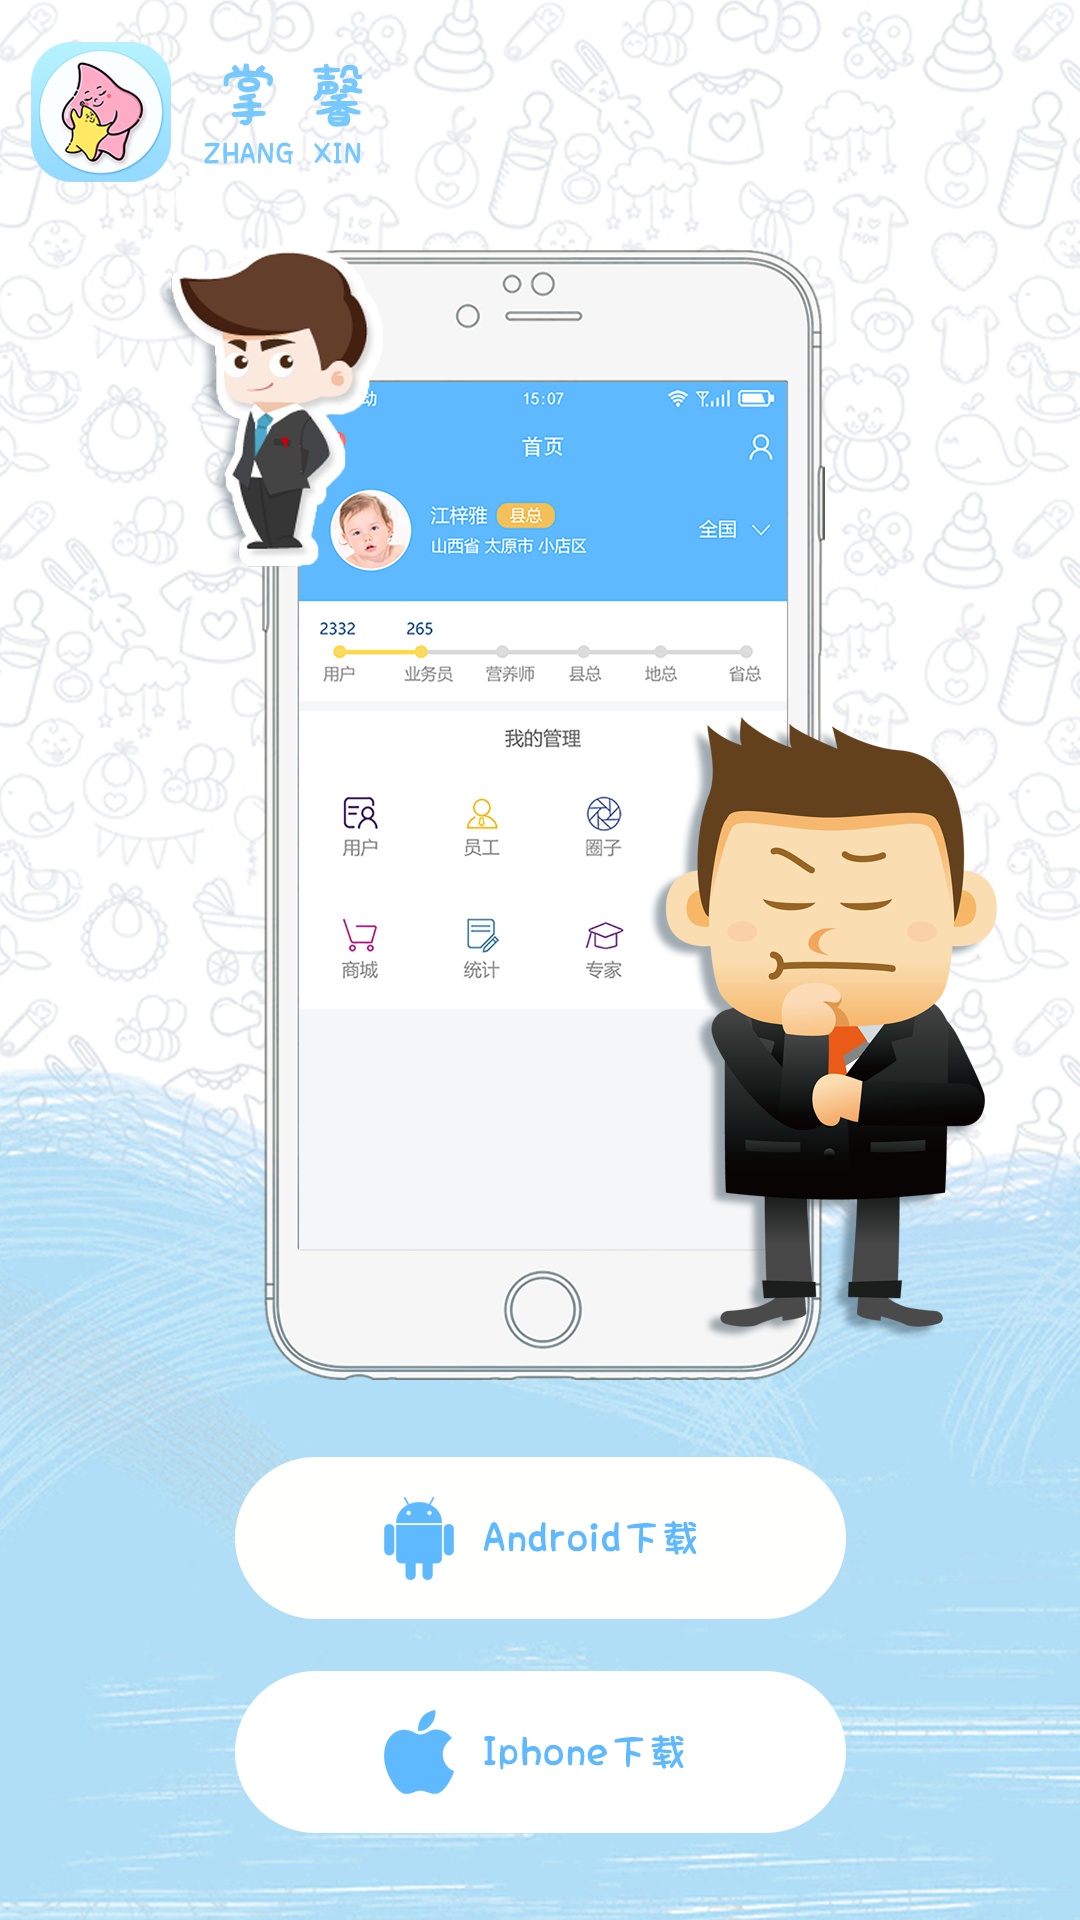 掌馨
ZHANG XIN
动 15:07
首页
江梓雅 县总
山西省 太原市 小店区
全国
2332 265
用户 业务员 营养师 县总 地总 省总
我的管理
用户 员工 圈子
商城 统计 专家
Android下载
Iphone下载